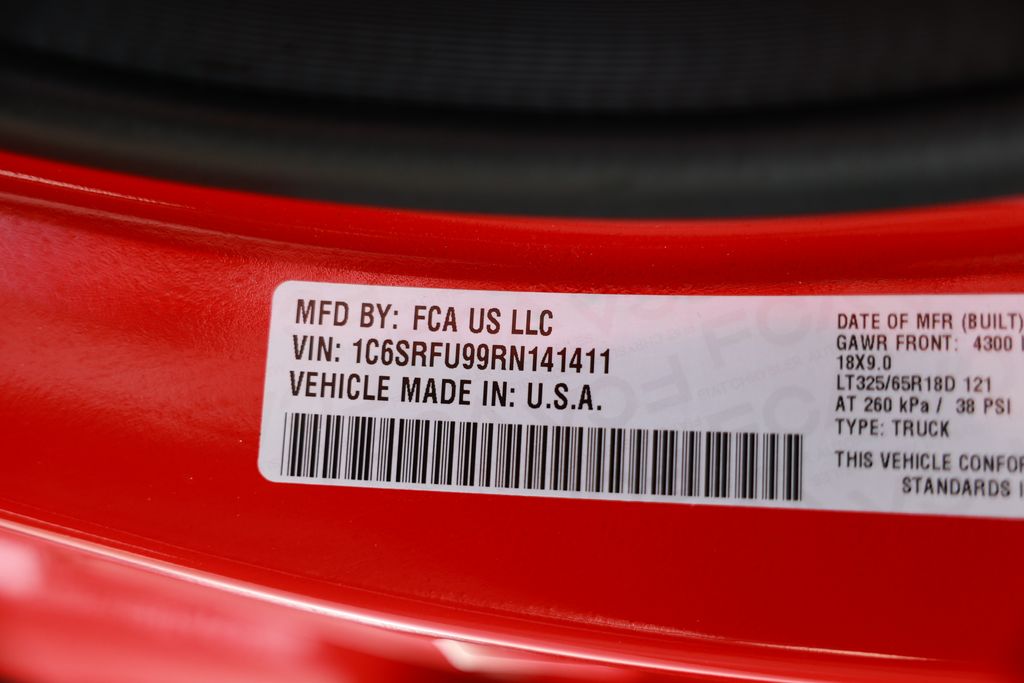 MFD BY: FCA US LLC
VIN: 1C6SRFU99RN141411
VEHICLE MADE IN: U.S.A.
DATE OF MFR (BUILT)
GAWR FRONT: 4300
18X9.0
LT325/65R18D 121
AT 260 kPa / 38 PSI
TYPE: TRUCK
THIS VEHICLE
STANDARDS